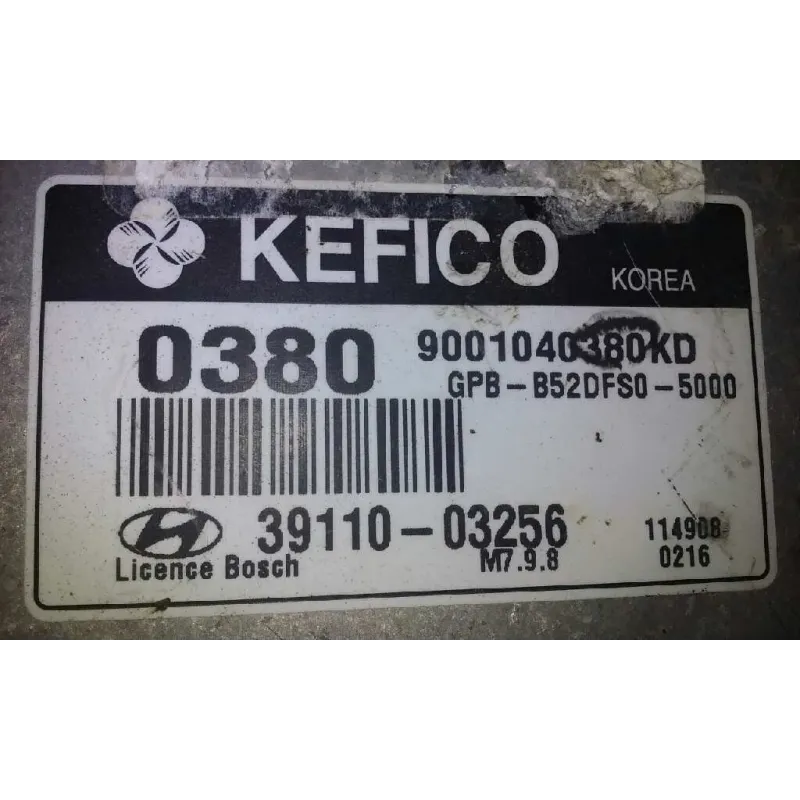 KEFICO
KOREA
0380
9001040380KD
GPB-B52DFS0-5000
39110-03256
114908
Licence Bosch
M7.9.8
0216